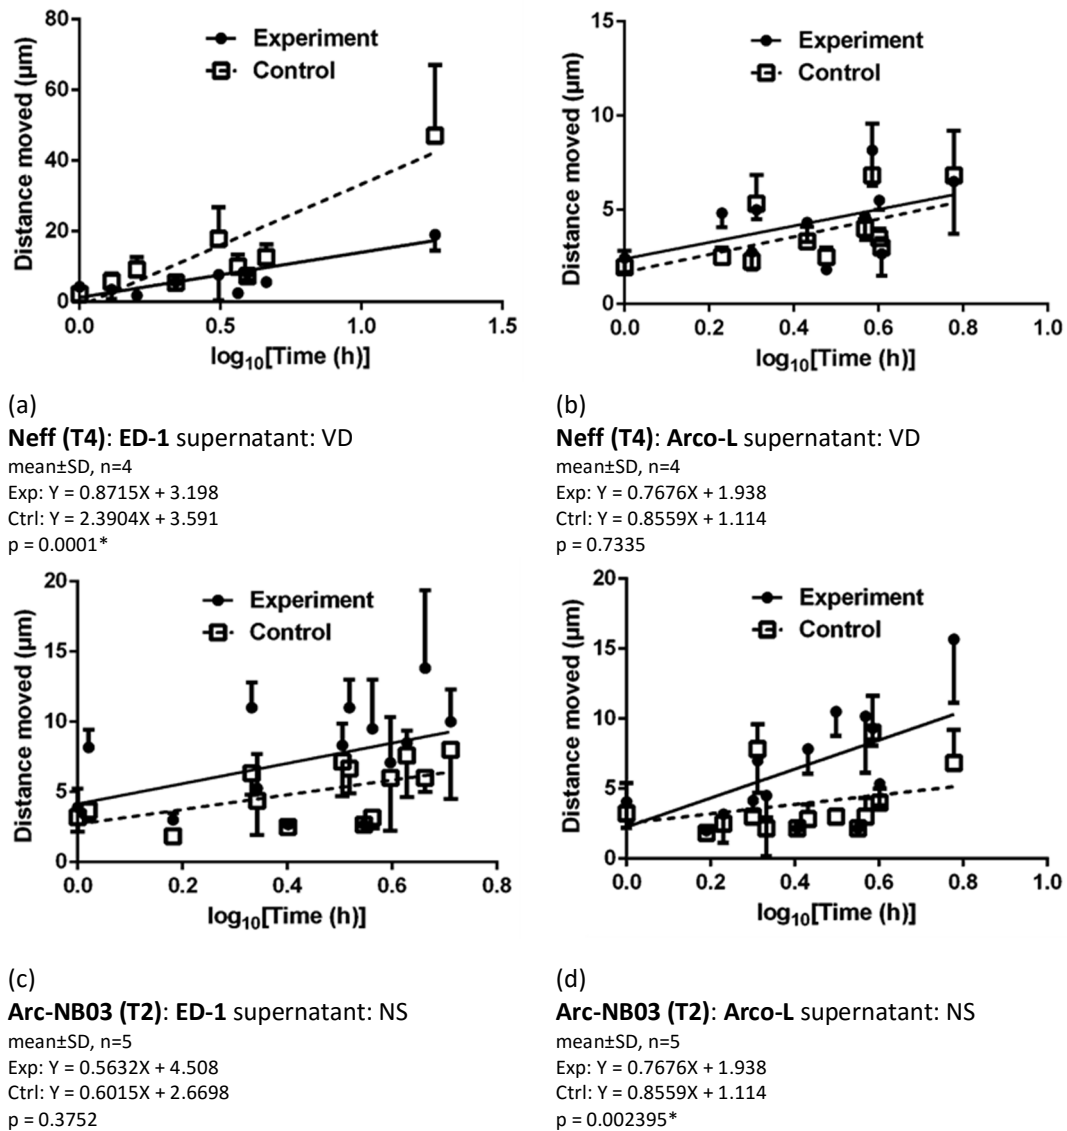 80
60
40
20
0
Distance moved (µm)
Experiment
Control
0.0 0.5 1.0 1.5
log10[Time (h)]
15
10
5
0
Distance moved (µm)
Experiment
Control
0.0 0.2 0.4 0.6 0.8 1.0
log10[Time (h)]
(a)
Neff (T4): ED-1 supernatant: VD
mean±SD, n=4
Exp: Y = 0.8715X + 3.198
Ctrl: Y = 2.3904X + 3.591
p = 0.0001*
(b)
Neff (T4): Arco-L supernatant: VD
mean±SD, n=4
Exp: Y = 0.7676X + 1.938
Ctrl: Y = 0.8559X + 1.114
p = 0.7335
20
15
10
5
0
Distance moved (µm)
Experiment
Control
0.0 0.2 0.4 0.6 0.8
log10[Time (h)]
20
15
10
5
0
Distance moved (µm)
Experiment
Control
0.0 0.2 0.4 0.6 0.8 1.0
log10[Time (h)]
(c)
Arc-NB03 (T2): ED-1 supernatant: NS
mean±SD, n=5
Exp: Y = 0.5632X + 4.508
Ctrl: Y = 0.6015X + 2.6698
p = 0.3752
(d)
Arc-NB03 (T2): Arco-L supernatant: NS
mean±SD, n=5
Exp: Y = 0.7676X + 1.938
Ctrl: Y = 0.8559X + 1.114
p = 0.002395*